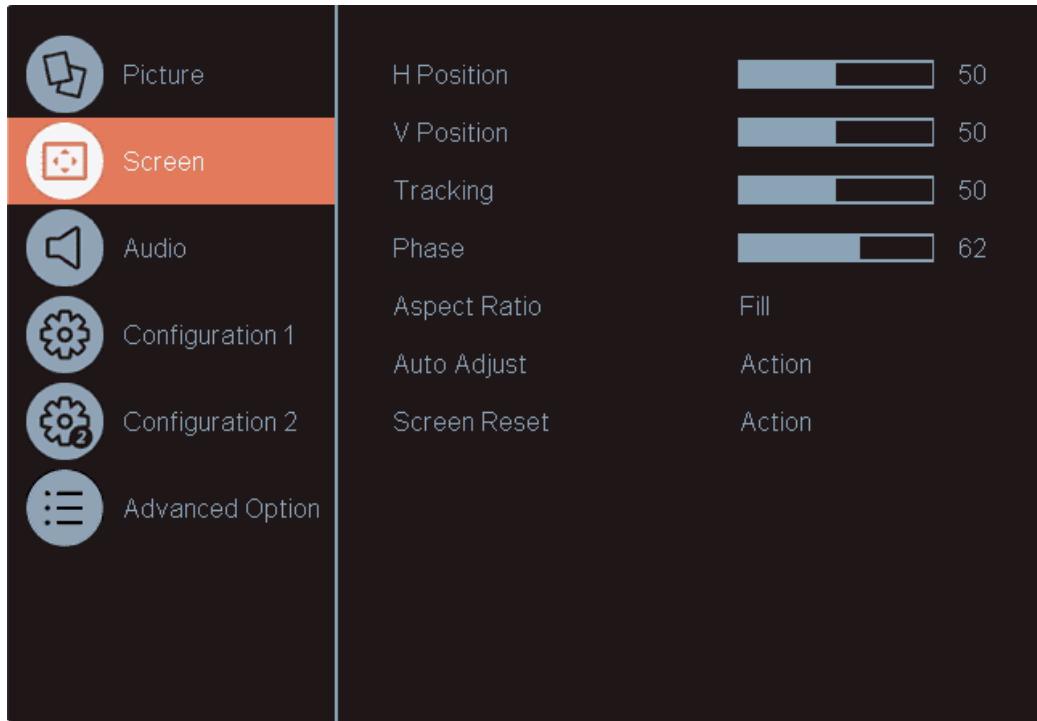 Picture
Screen
Audio
Configuration 1
Configuration 2
2
Advanced Option
H Position 50
V Position 50
Tracking 50
Phase 62
Aspect Ratio Fill
Auto Adjust Action
Screen Reset Action